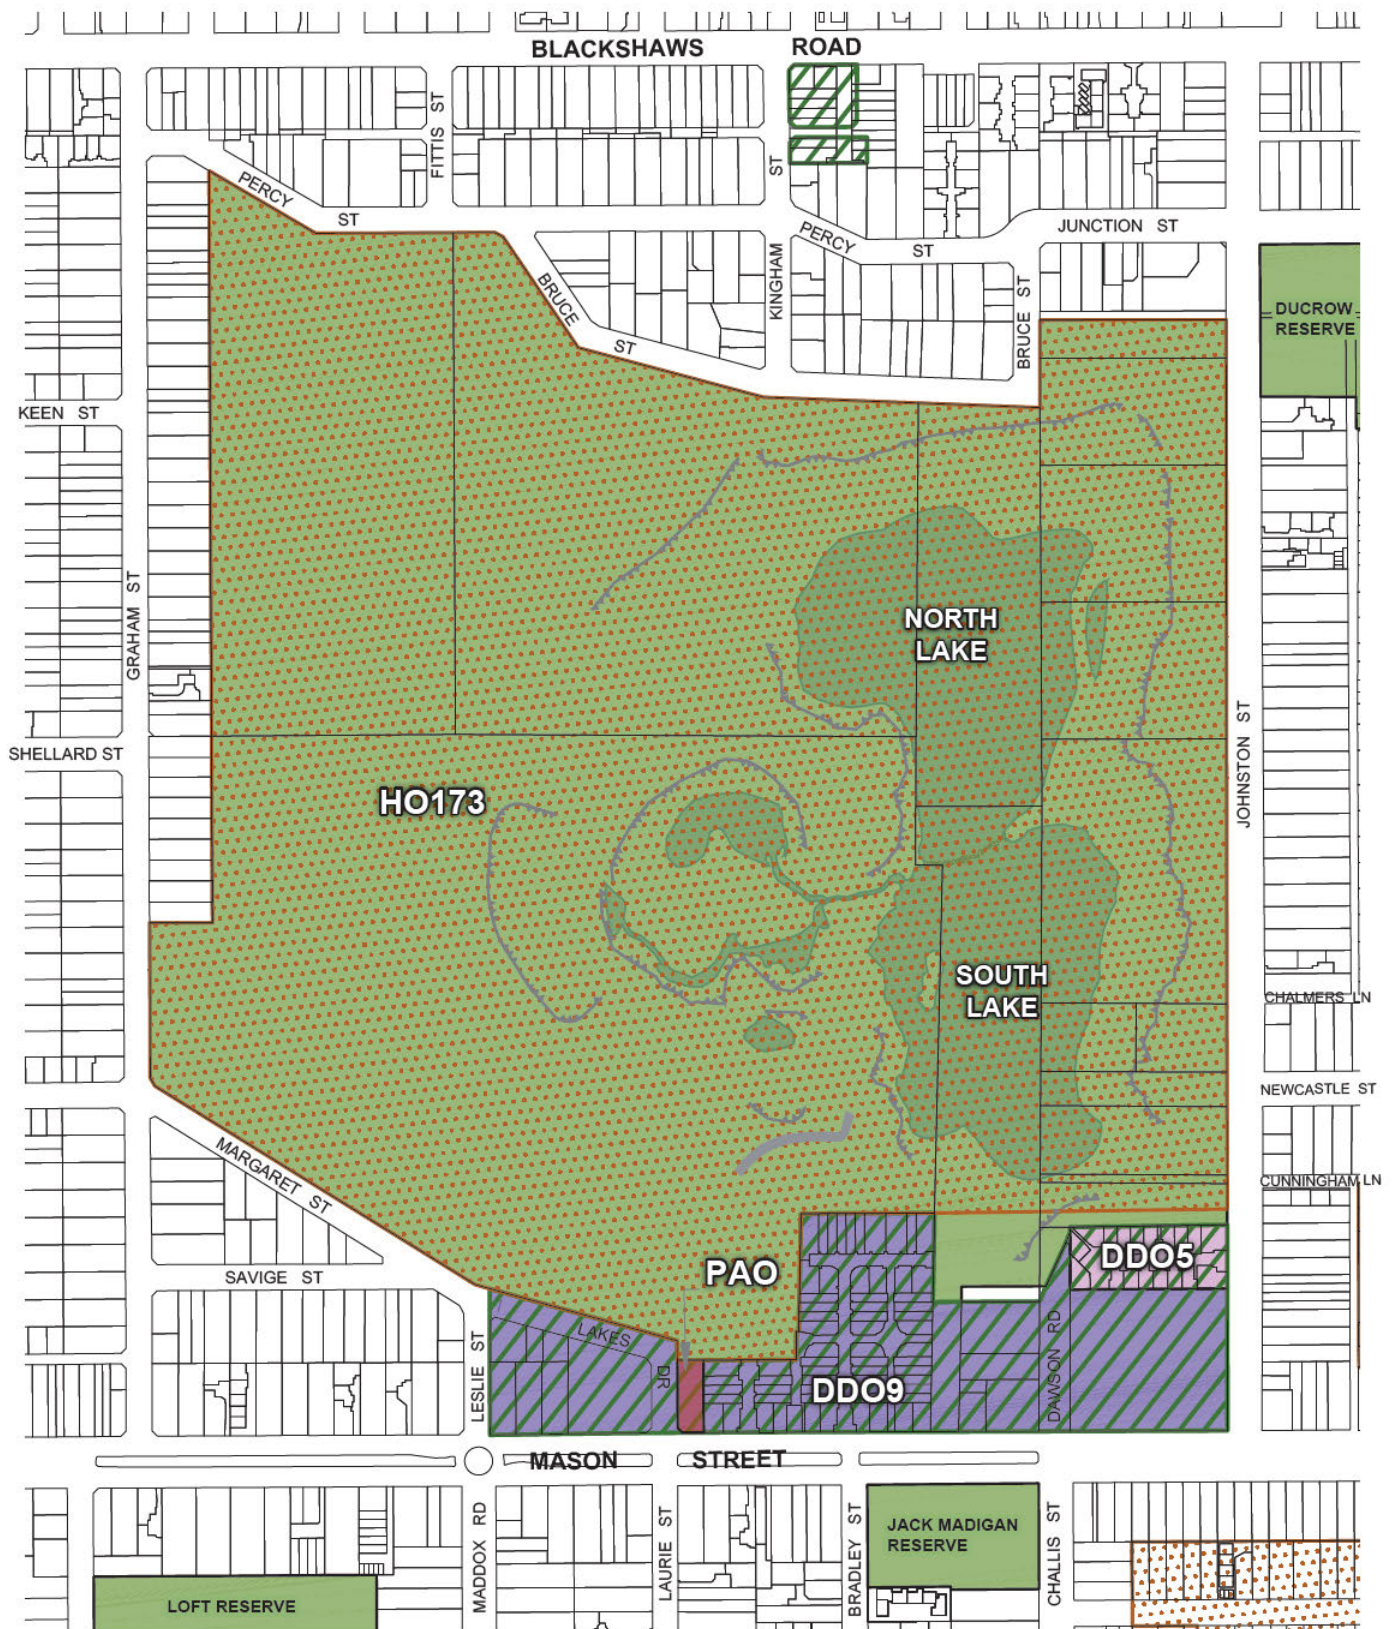 BLACKSHAWS ROAD
FITTIS ST
PERCY
ST
ST
KINGHAM
PERCY
ST
JUNCTION ST
BRUCE
ST
BRUCE ST
DUCROW
RESERVE
KEEN ST
GRAHAM ST
NORTH
LAKE
SHELLARD ST
JOHNSTON ST
HO173
SOUTH
LAKE
CHALMERS LN
NEWCASTLE ST
MARGARET ST
CUNNINGHAM LN
SAVIGE ST
PAO
DDO5
LESLIE ST
LAKES
DR
DDO9
DAWSON RD
MASON STREET
MADDOX RD
LAURIE ST
BRADLEY ST
JACK MADIGAN
RESERVE
CHALLIS ST
LOFT RESERVE